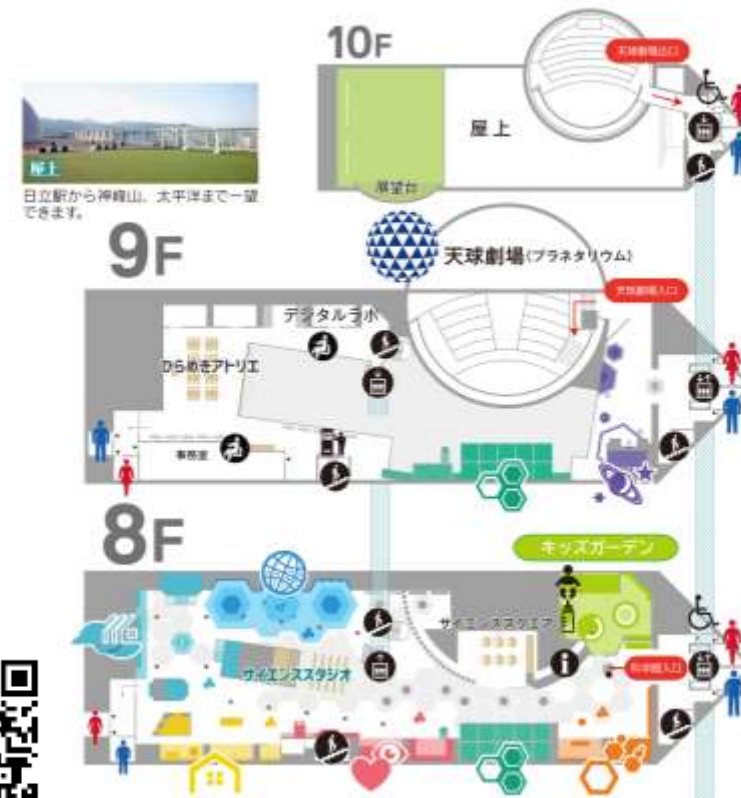 10F
天球劇場出口
屋上
展望台
屋上
日立駅から神峰山、太平洋まで一望
できます。
9F
天球劇場(プラネタリウム)
天球劇場入口
デジタルラボ
ひらめきアトリエ
事務室
8F
キッズガーデン
サイエンススクエア
サイエンススタジオ
科学館入口